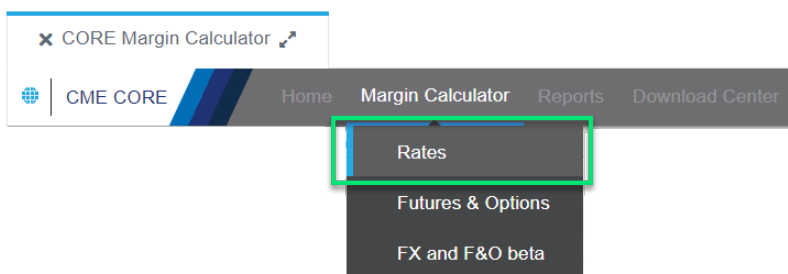 CORE Margin Calculator
CME CORE Home Margin Calculator Reports Download Center
Rates
Futures & Options
FX and F&O beta